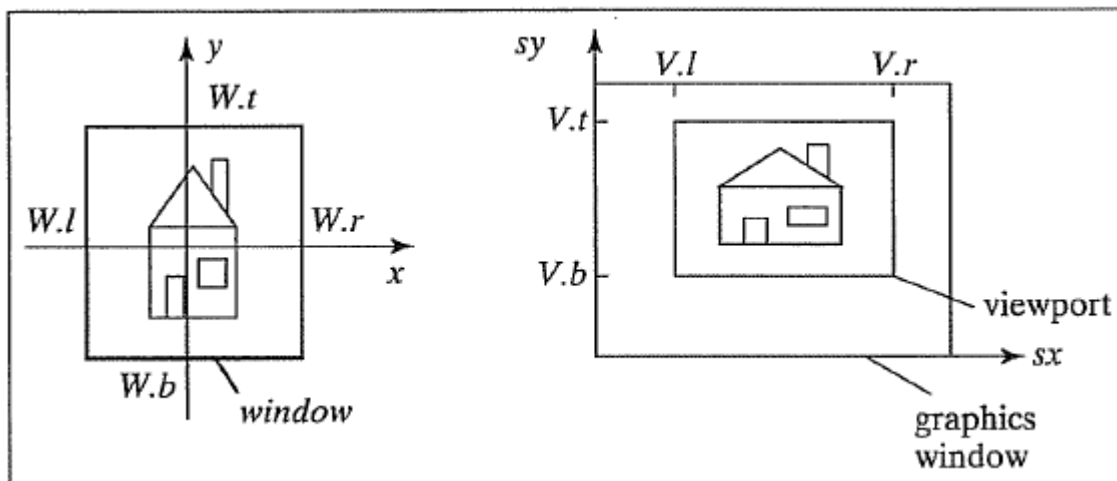 y
W.t
W.l
W.r
x
W.b
window
sy
V.l
V.r
V.t
V.b
viewport
sx
graphics
window